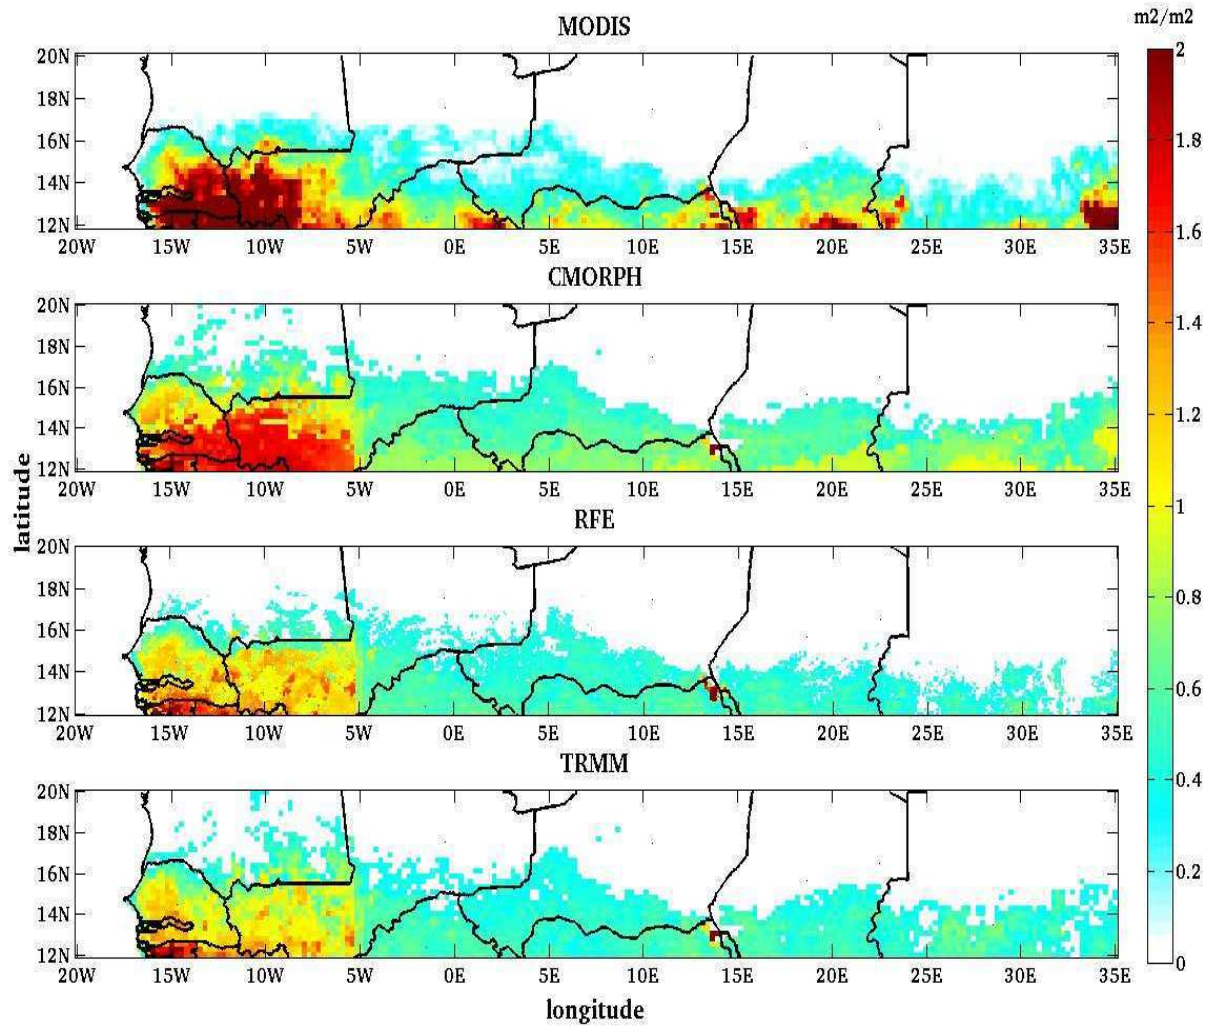 m2/m2
MODIS
20N
18N
16N
14N
12N
20W 15W 10W 5W 0E 5E 10E 15E 20E 25E 30E 35E
CMORPH
20N
18N
16N
14N
12N
20W 15W 10W 5W 0E 5E 10E 15E 20E 25E 30E 35E
RFE
20N
18N
16N
14N
12N
20W 15W 10W 5W 0E 5E 10E 15E 20E 25E 30E 35E
TRMM
20N
18N
16N
14N
12N
20W 15W 10W 5W 0E 5E 10E 15E 20E 25E 30E 35E
longitude
latitude
2
1.8
1.6
1.4
1.2
1
0.8
0.6
0.4
0.2
0